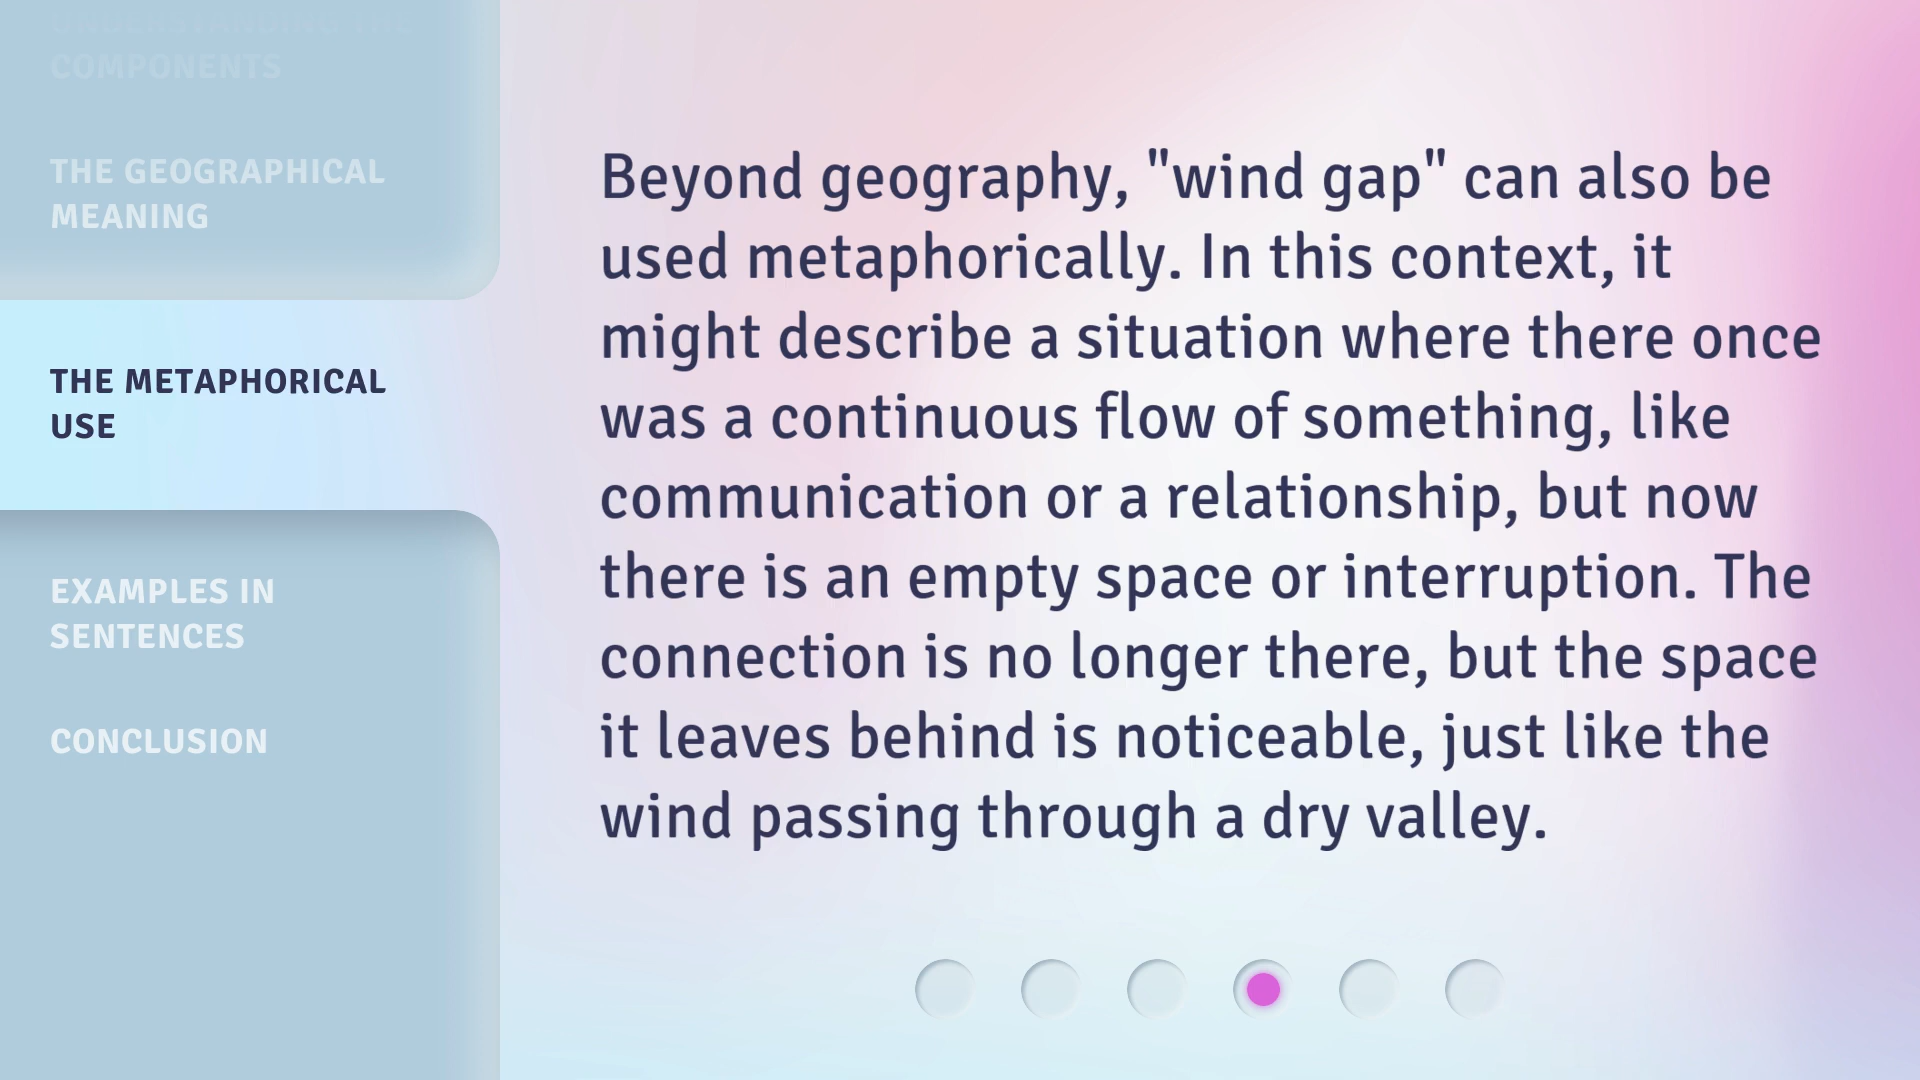 UNDERSTANDING THE
COMPONENTS
THE GEOGRAPHICAL
MEANING
THE METAPHORICAL
USE
EXAMPLES IN
SENTENCES
CONCLUSION
Beyond geography, "wind gap" can also be
used metaphorically. In this context, it
might describe a situation where there once
was a continuous flow of something, like
communication or a relationship, but now
there is an empty space or interruption. The
connection is no longer there, but the space
it leaves behind is noticeable, just like the
wind passing through a dry valley.